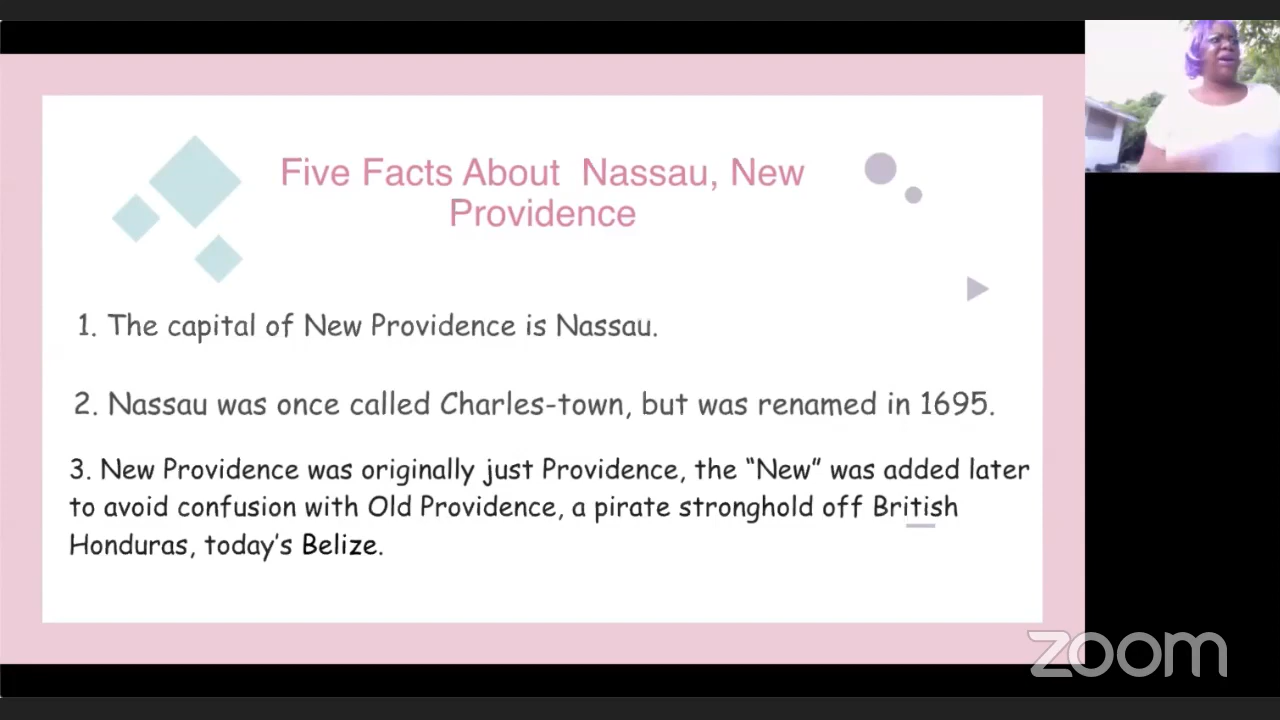 Five Facts About  Nassau, New
Providence
1. The capital of New Providence is Nassau.
2. Nassau was once called Charles-town, but was renamed in 1695.
3. New Providence was originally just Providence, the “New” was added later
to avoid confusion with Old Providence, a pirate stronghold off British
Honduras, today’s Belize.
zoom